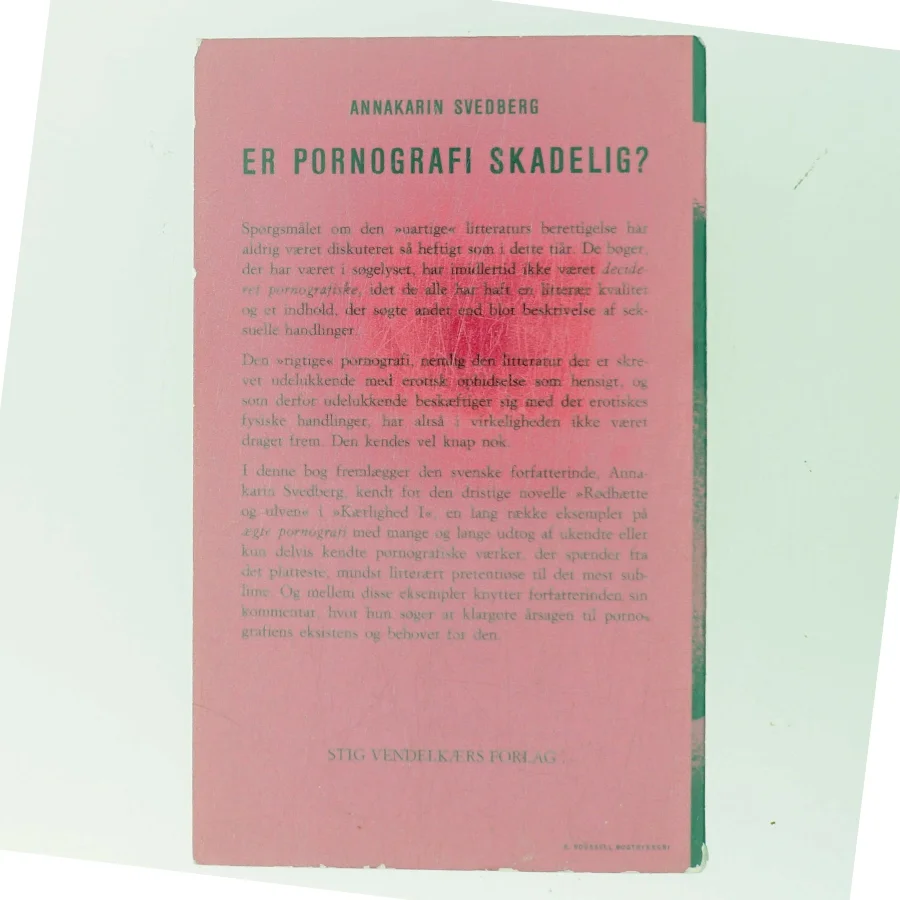 ANNAKARIN SVEDBERG
ER PORNOGRAFI SKADELIG?
Spørgsmålet om den »uartige« litteraturs berettigelse har
aldrig været diskuteret så heftigt som i dette tiår. De bøger,
der har været i søgelyset, har imidlertid ikke været decide-
ret pornografiske, idet de alle har haft en litterær kvalitet
og et indhold, der søgte andet end blot beskrivelse af sek-
suelle handlinger.
Den »rigtige« pornografi, nemlig den litteratur der er skre-
vet udelukkende med erotisk ophidselse som hensigt, og
som derfor udelukkende beskæftiger sig med det erotiskes
fysiske handlinger, har altså i virkeligheden ikke været
draget frem. Den kendes vel knap nok.
I denne bog fremlægger den svenske forfatterinde, Anna-
karin Svedberg, kendt for den dristige novelle »Rødhætte
og ulven« i »Kærlighed I«, en lang række eksempler på
ægte pornografi med mange og lange udtog af ukendte eller
kun delvis kendte pornografiske værker, der spænder fra
det platteste, mindst litterært pretentiøse til det mest sub-
lime. Og mellem disse eksempler knytter forfatterinden sin
kommentar, hvor hun søger at klargøre årsagen til porno-
grafiens eksistens og behovet for den.
STIG VENDELKÆRS FORLAG